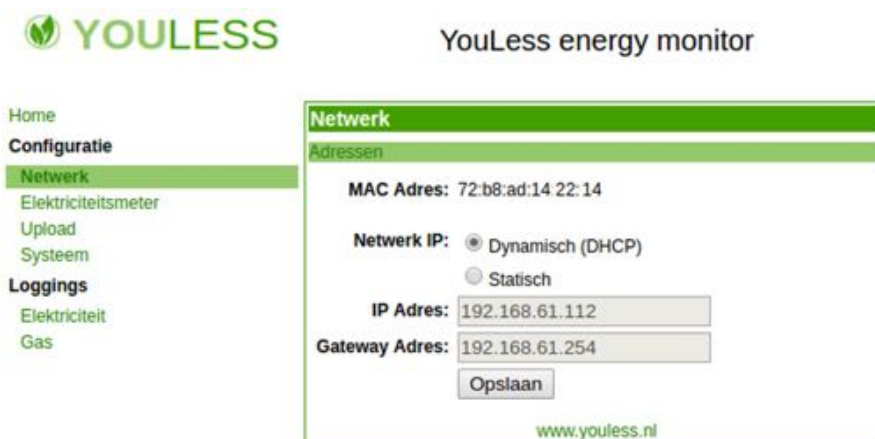 YOULESS
YouLess energy monitor
Home
Configuratie
Netwerk
Elektriciteitsmeter
Upload
Systeem
Loggings
Elektriciteit
Gas
Netwerk
Adressen
MAC Adres: 72:b8:ad:14 22:14
Netwerk IP: Dynamisch (DHCP)
Statisch
IP Adres: 192.168.61.112
Gateway Adres: 192.168.61.254
Opslaan
www.youless.nl